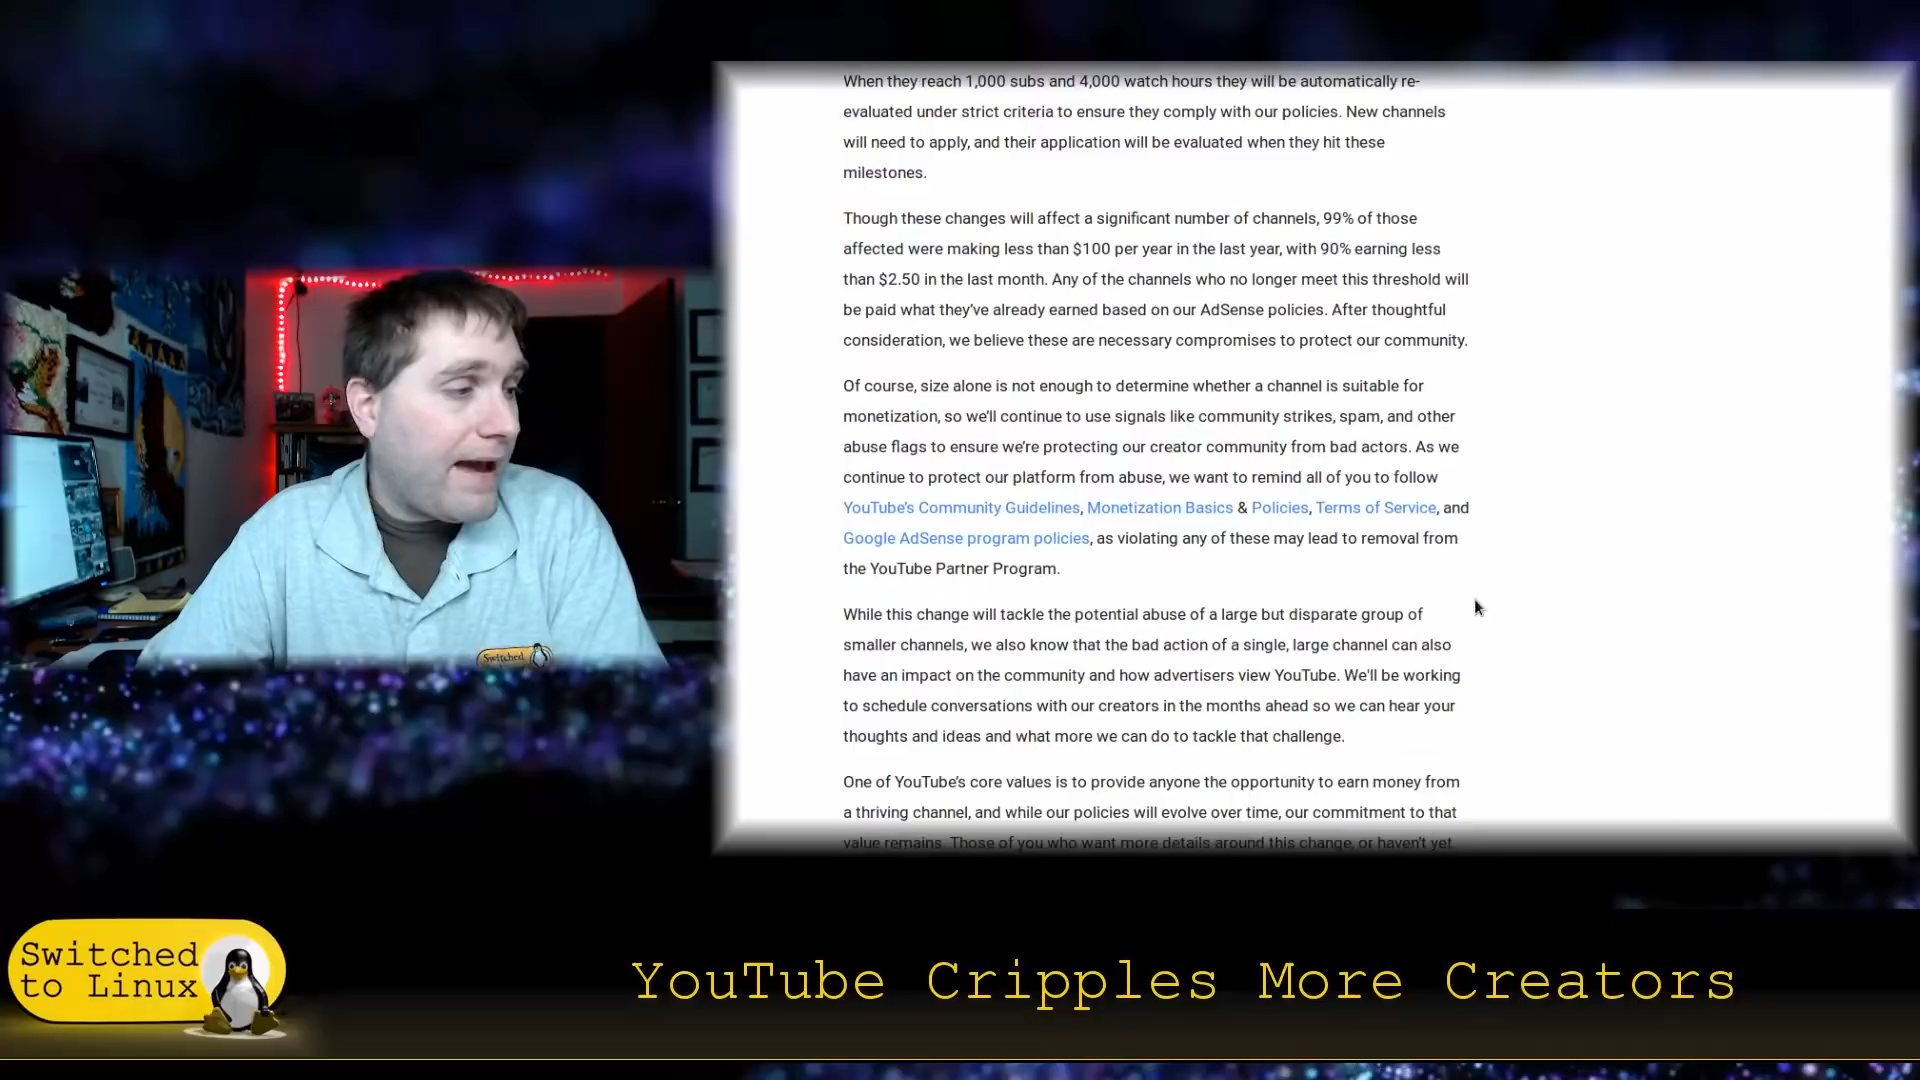 When they reach 1,000 subs and 4,000 watch hours they will be automatically re-
evaluated under strict criteria to ensure they comply with our policies. New channels
will need to apply, and their application will be evaluated when they hit these
milestones.
Though these changes will affect a significant number of channels, 99% of those
affected were making less than $100 per year in the last year, with 90% earning less
than $2.50 in the last month. Any of the channels who no longer meet this threshold will
be paid what they've already earned based on our AdSense policies. After thoughtful
consideration, we believe these are necessary compromises to protect our community.
Of course, size alone is not enough to determine whether a channel is suitable for
monetization, so we'll continue to use signals like community strikes, spam, and other
abuse flags to ensure we're protecting our creator community from bad actors. As we
continue to protect our platform from abuse, we want to remind all of you to follow
YouTube's Community Guidelines, Monetization Basics & Policies, Terms of Service, and
Google AdSense program policies, as violating any of these may lead to removal from
the YouTube Partner Program.
While this change will tackle the potential abuse of a large but disparate group of
smaller channels, we also know that the bad action of a single, large channel can also
have an impact on the community and how advertisers view YouTube. We'll be working
to schedule conversations with our creators in the months ahead so we can hear your
thoughts and ideas and what more we can do to tackle that challenge.
One of YouTube's core values is to provide anyone the opportunity to earn money from
a thriving channel, and while our policies will evolve over time, our commitment to that
value remains. Those of you who want more details around this change, or haven't yet
Switched
Switched
to Linux
YouTube Cripples More Creators